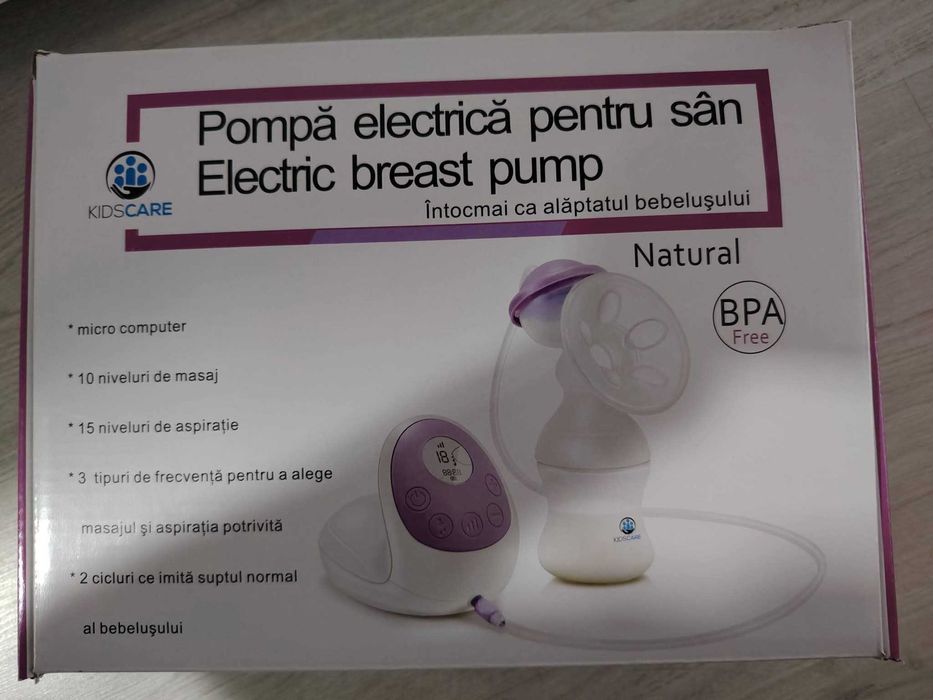 Pompă electrică pentru sân
Electric breast pump
KIDSCARE
Întocmai ca alăptatul bebelușului
Natural
BPA
Free
* micro computer
* 10 niveluri de masaj
* 15 niveluri de aspirație
* 3 tipuri de frecvență pentru a alege
masajul și aspirația potrivită
* 2 cicluri ce imită suptul normal
al bebelușului
18
KIDSCARE